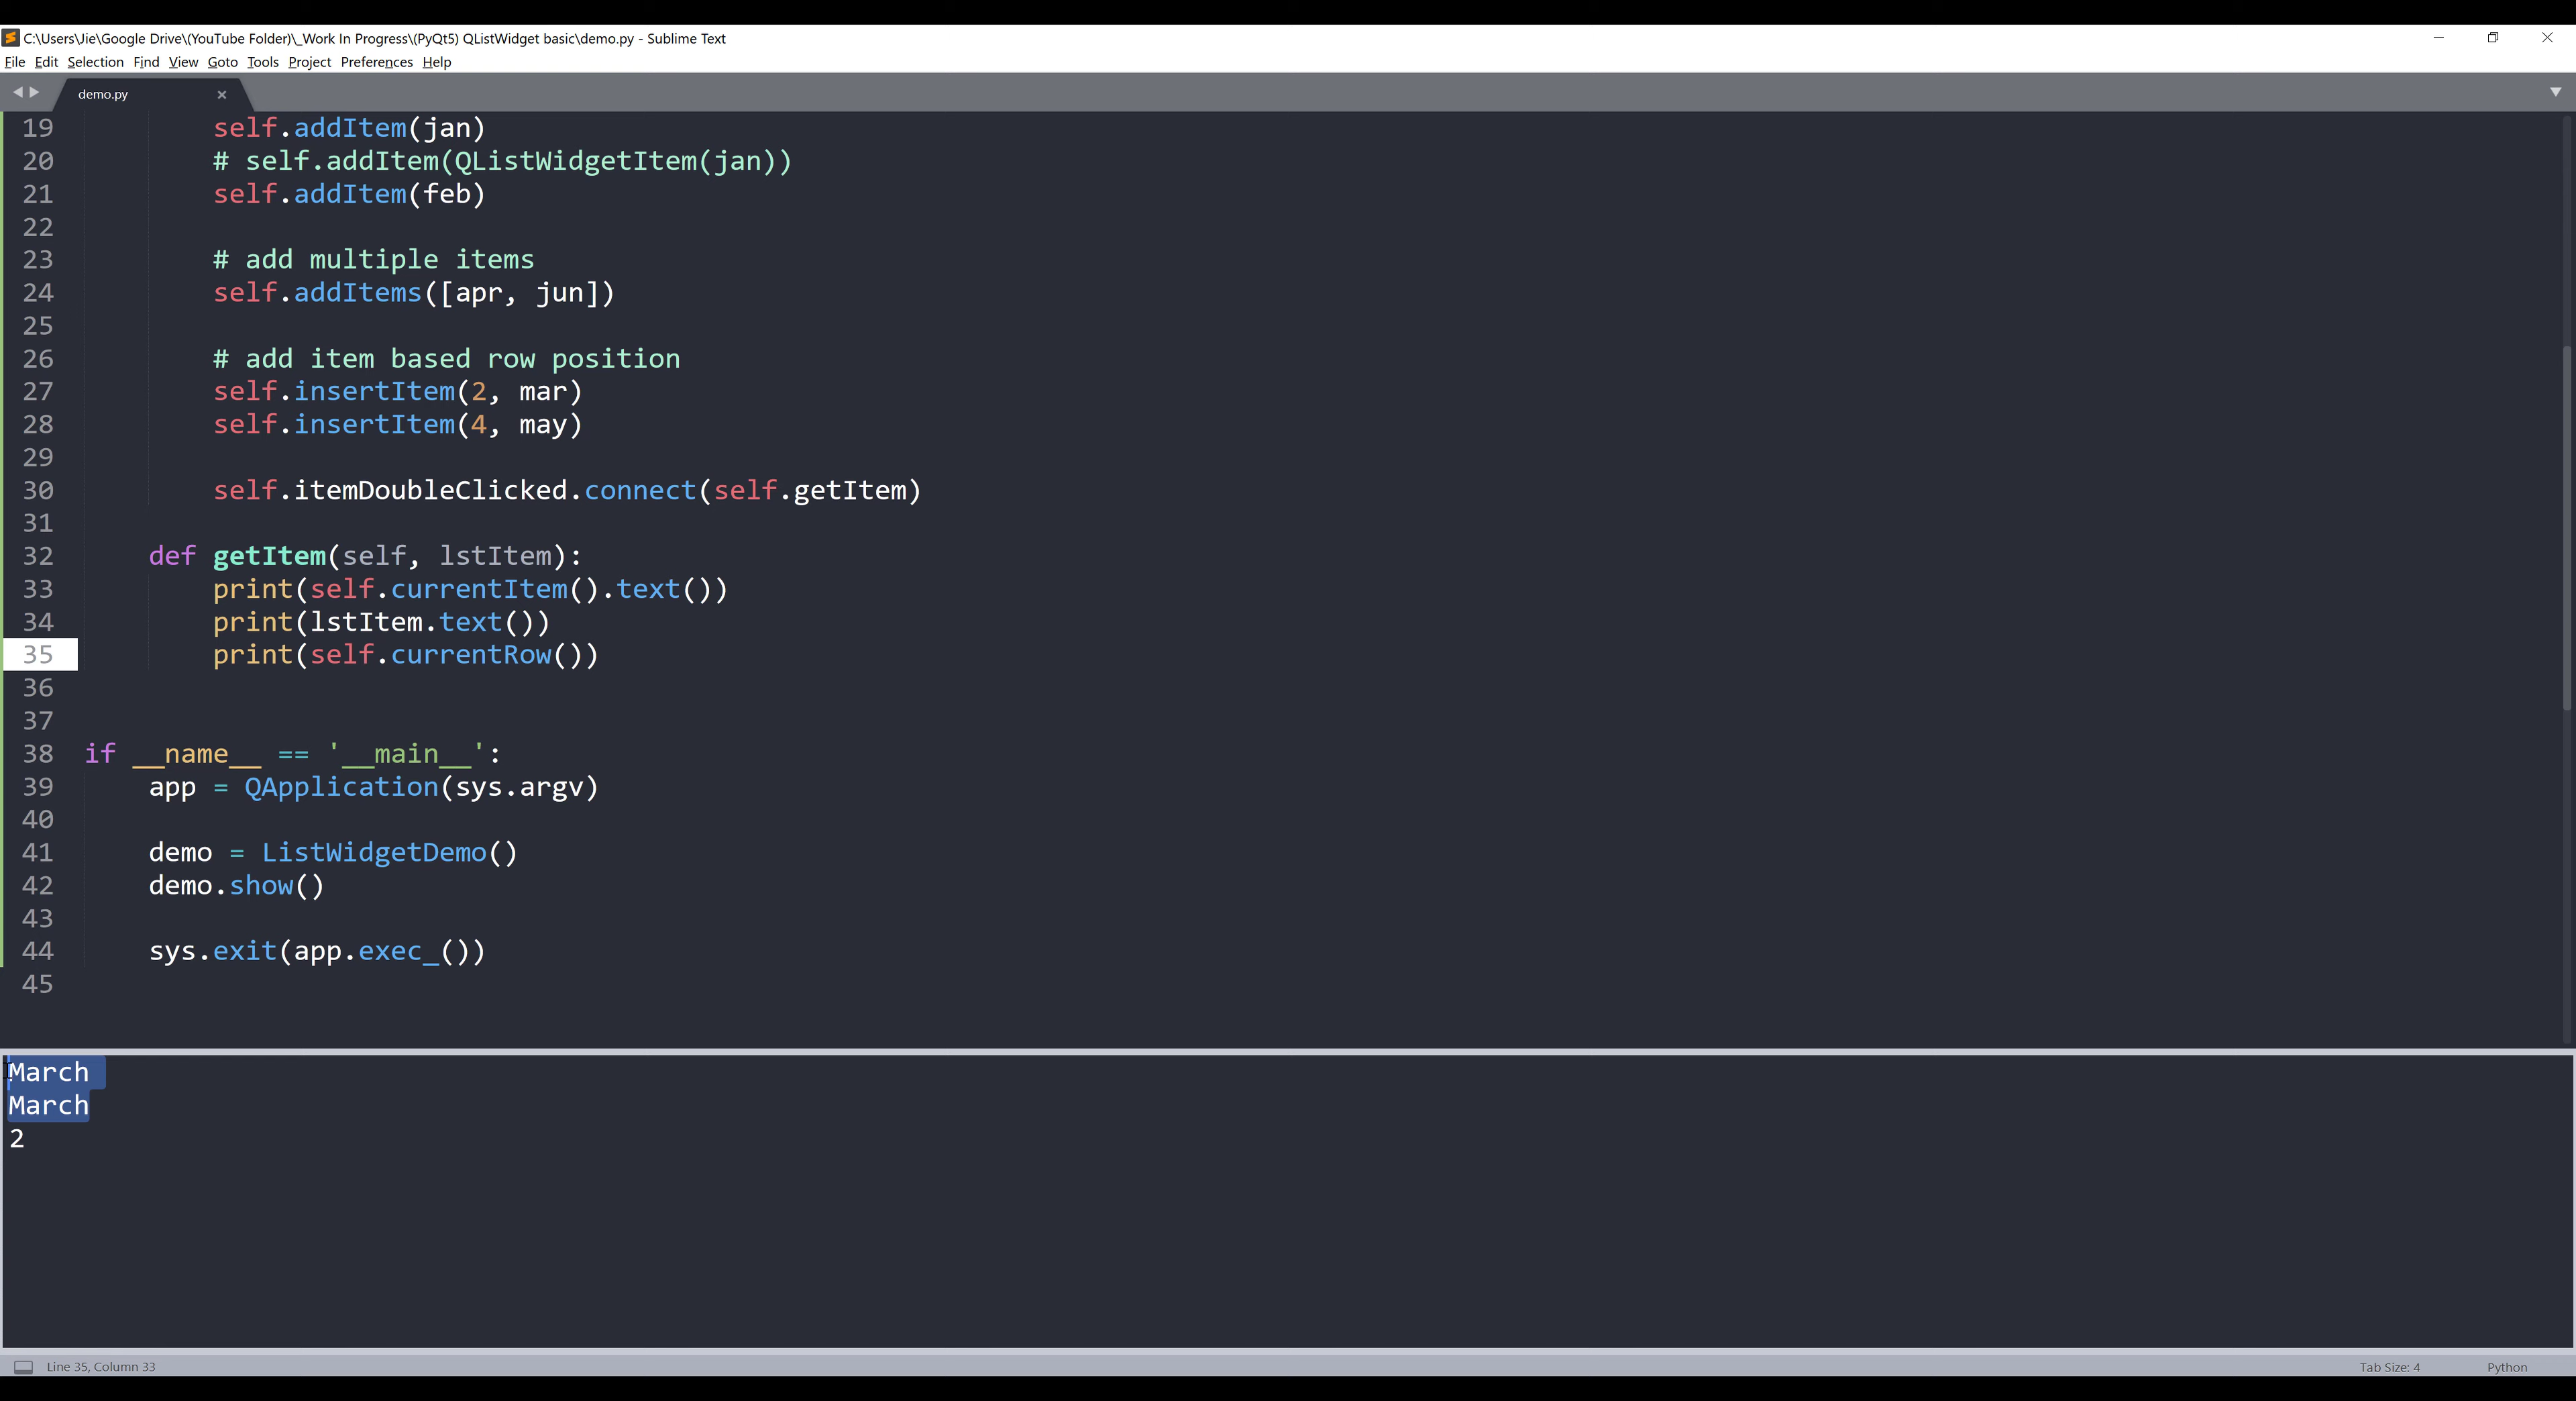 C:\Users\Jie\Google Drive\(YouTube Folder)\_Work In Progress\(PyQt5) QListWidget basic\demo.py - Sublime Text
File Edit Selection Find View Goto Tools Project Preferences Help
demo.py
19 self.addItem(jan)
20 # self.addItem(QListWidgetItem(jan))
21 self.addItem(feb)
22
23 # add multiple items
24 self.addItems([apr, jun])
25
26 # add item based row position
27 self.insertItem(2, mar)
28 self.insertItem(4, may)
29
30 self.itemDoubleClicked.connect(self.getItem)
31
32 def getItem(self, lstItem):
33 print(self.currentItem().text())
34 print(lstItem.text())
35 print(self.currentRow())
36
37
38 if __name__ == '__main__':
39 app = QApplication(sys.argv)
40
41 demo = ListWidgetDemo()
42 demo.show()
43
44 sys.exit(app.exec_())
45
March
March
2
Line 35, Column 33 Tab Size: 4 Python